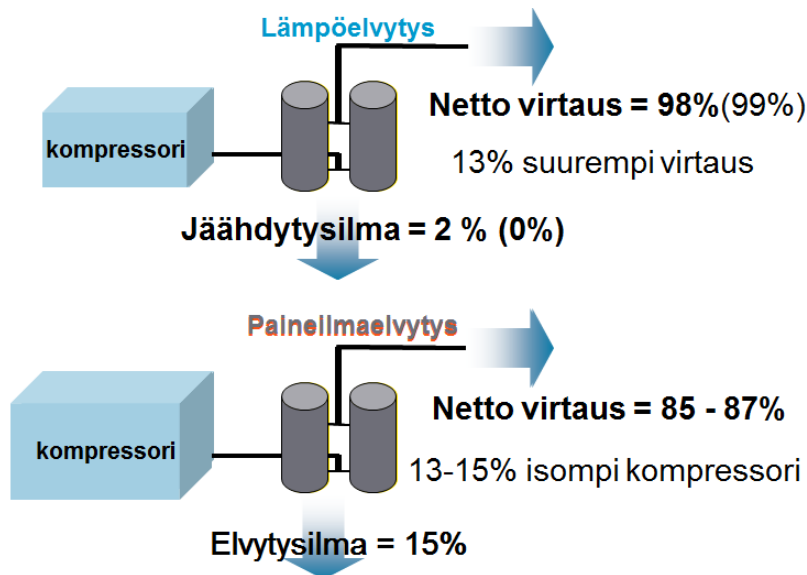 Lämpöelvytys
Netto virtaus = 98%(99%)
kompressori
13% suurempi virtaus
Jäähdytysilma = 2 % (0%)
Paineilmaelvytys
Netto virtaus = 85 - 87%
kompressori
13-15% isompi kompressori
Elvytysilma = 15%